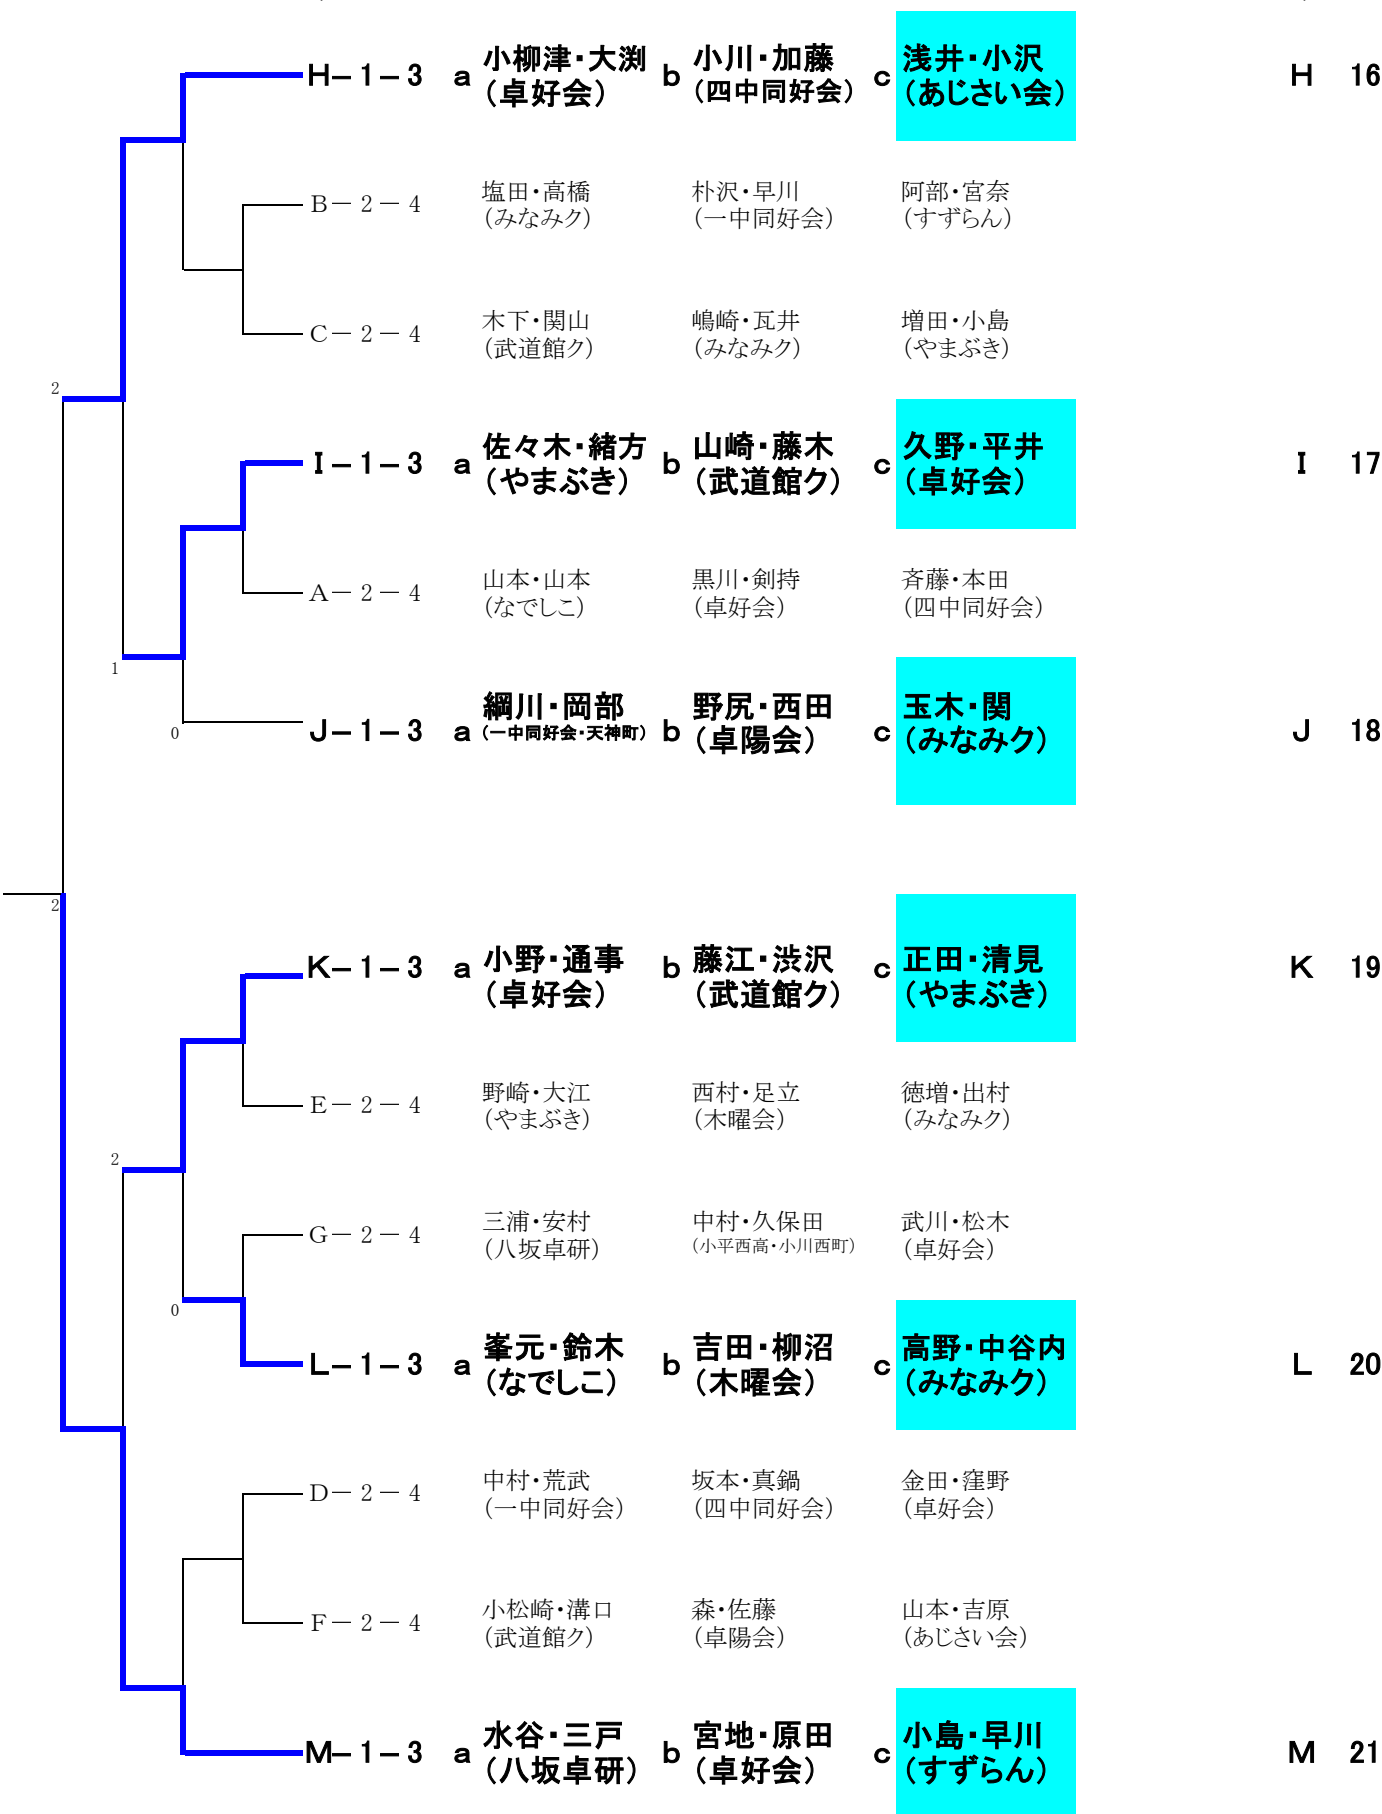 H－1－3 a 小柳津・大渕 b 小川・加藤 c 浅井・小沢 H 16
(卓好会) (四中同好会) (あじさい会)
B－2－4 塩田・高橋 朴沢・早川 阿部・宮奈
(みなみク) (一中同好会) (すずらん)
C－2－4 木下・関山 嶋崎・瓦井 増田・小島
(武道館ク) (みなみク) (やまぶき)
2
I－1－3 a 佐々木・緒方 b 山崎・藤木 c 久野・平井 I 17
(やまぶき) (武道館ク) (卓好会)
A－2－4 山本・山本 黒川・剣持 斉藤・本田
(なでしこ) (卓好会) (四中同好会)
1
0
J－1－3 a 綱川・岡部 b 野尻・西田 c 玉木・関 J 18
(一中同好会・天神町) (卓陽会) (みなみク)
2
K－1－3 a 小野・通事 b 藤江・渋沢 c 正田・清見 K 19
(卓好会) (武道館ク) (やまぶき)
E－2－4 野崎・大江 西村・足立 徳増・出村
(やまぶき) (木曜会) (みなみク)
2
G－2－4 三浦・安村 中村・久保田 武川・松木
(八坂卓研) (小平西高・小川西町) (卓好会)
0
L－1－3 a 峯元・鈴木 b 吉田・柳沼 c 高野・中谷内 L 20
(なでしこ) (木曜会) (みなみク)
D－2－4 中村・荒武 坂本・真鍋 金田・窪野
(一中同好会) (四中同好会) (卓好会)
F－2－4 小松崎・溝口 森・佐藤 山本・吉原
(武道館ク) (卓陽会) (あじさい会)
M－1－3 a 水谷・三戸 b 宮地・原田 c 小島・早川 M 21
(八坂卓研) (卓好会) (すずらん)